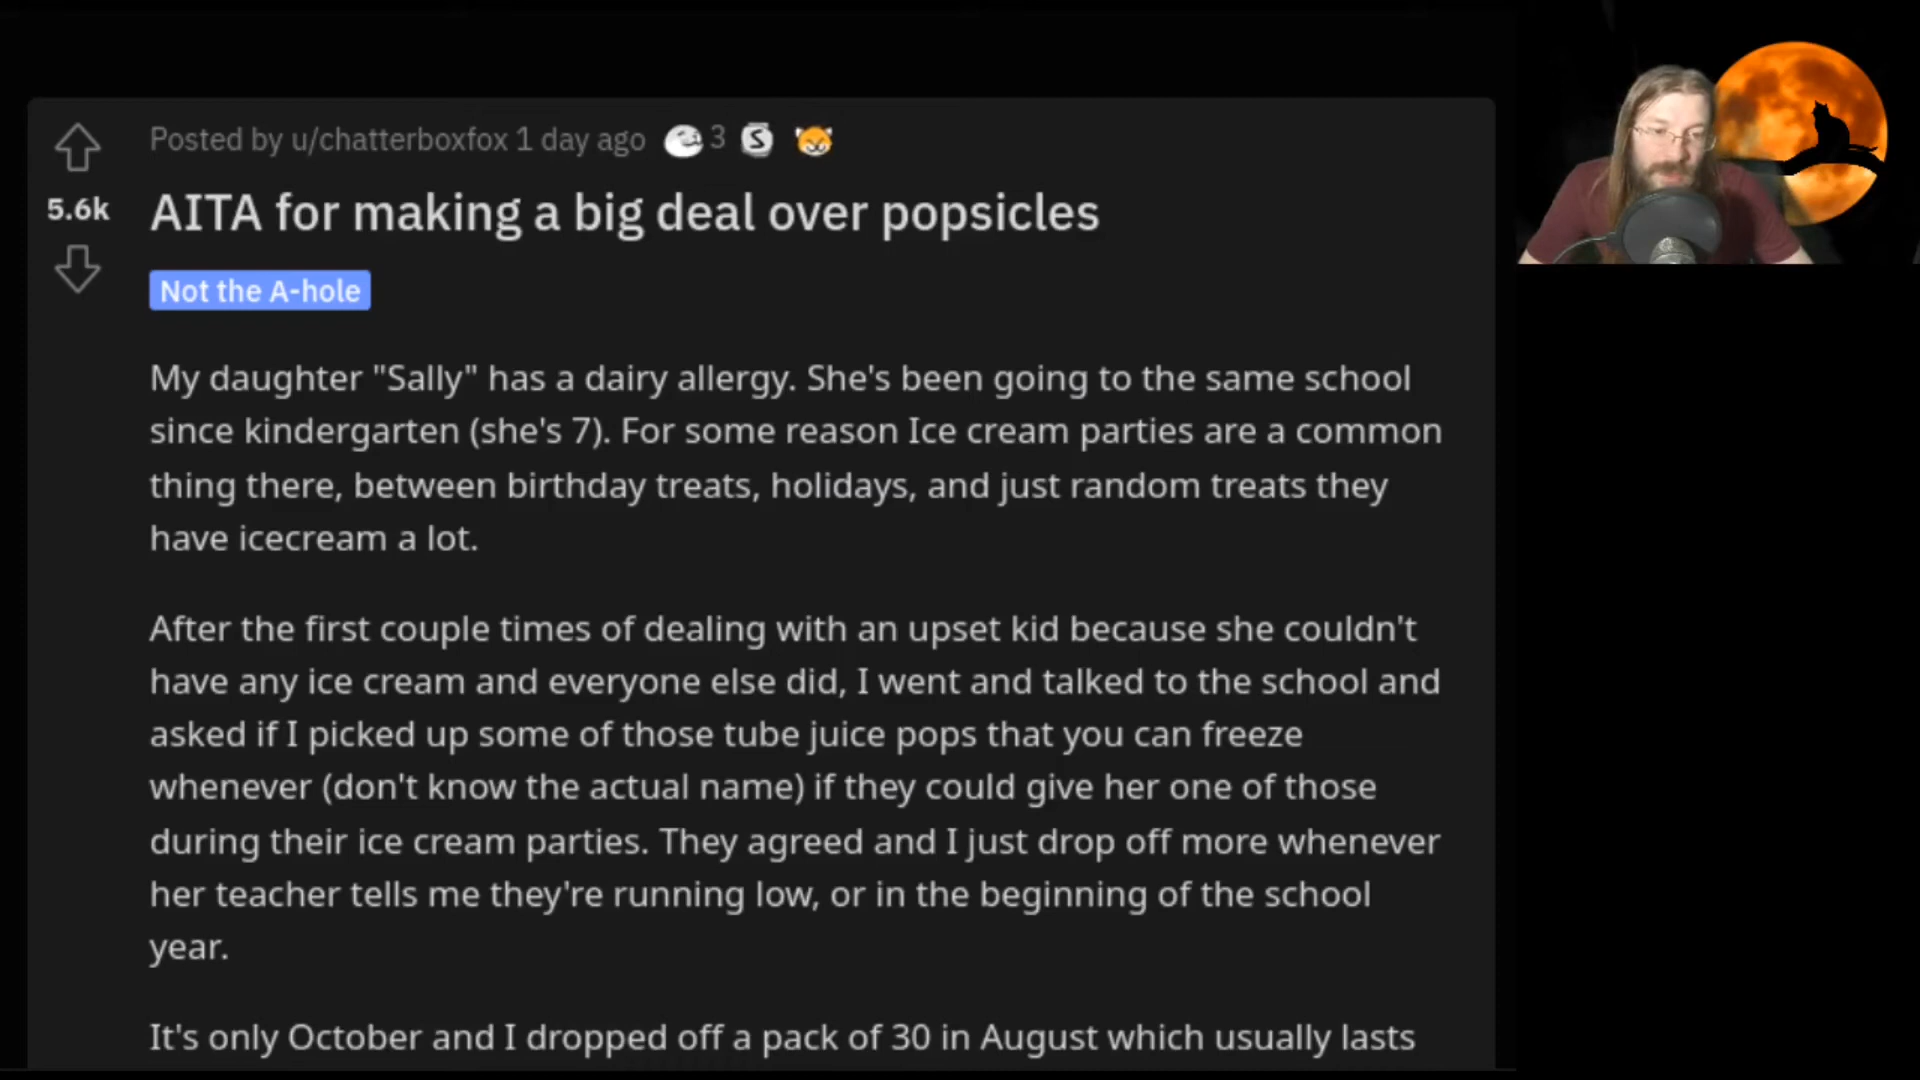 Posted by u/chatterboxfox 1 day ago 3 S
5.6k
AITA for making a big deal over popsicles
Not the A-hole
My daughter "Sally" has a dairy allergy. She's been going to the same school
since kindergarten (she's 7). For some reason Ice cream parties are a common
thing there, between birthday treats, holidays, and just random treats they
have icecream a lot.
After the first couple times of dealing with an upset kid because she couldn't
have any ice cream and everyone else did, I went and talked to the school and
asked if I picked up some of those tube juice pops that you can freeze
whenever (don't know the actual name) if they could give her one of those
during their ice cream parties. They agreed and I just drop off more whenever
her teacher tells me they're running low, or in the beginning of the school
year.
It's only October and I dropped off a pack of 30 in August which usually lasts